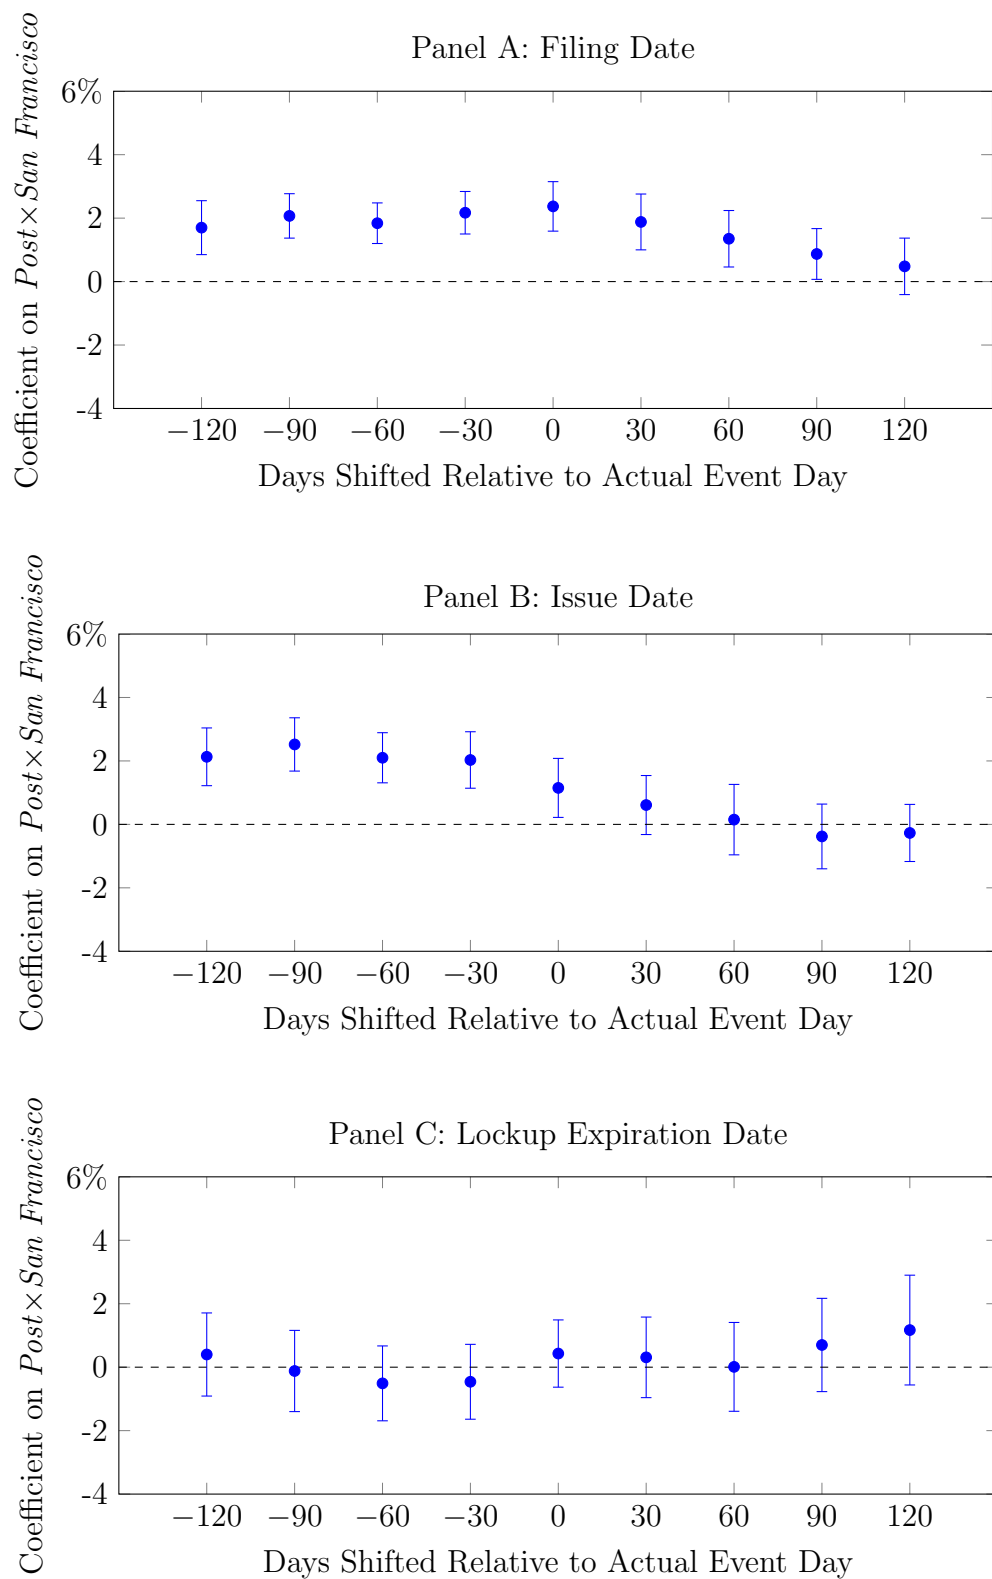 Panel A: Filing Date
Coefficient on Post×San Francisco
6%
4
2
0
-2
-4
−120 −90 −60 −30 0 30 60 90 120
Days Shifted Relative to Actual Event Day
Panel B: Issue Date
Coefficient on Post×San Francisco
6%
4
2
0
-2
-4
−120 −90 −60 −30 0 30 60 90 120
Days Shifted Relative to Actual Event Day
Panel C: Lockup Expiration Date
Coefficient on Post×San Francisco
6%
4
2
0
-2
-4
−120 −90 −60 −30 0 30 60 90 120
Days Shifted Relative to Actual Event Day